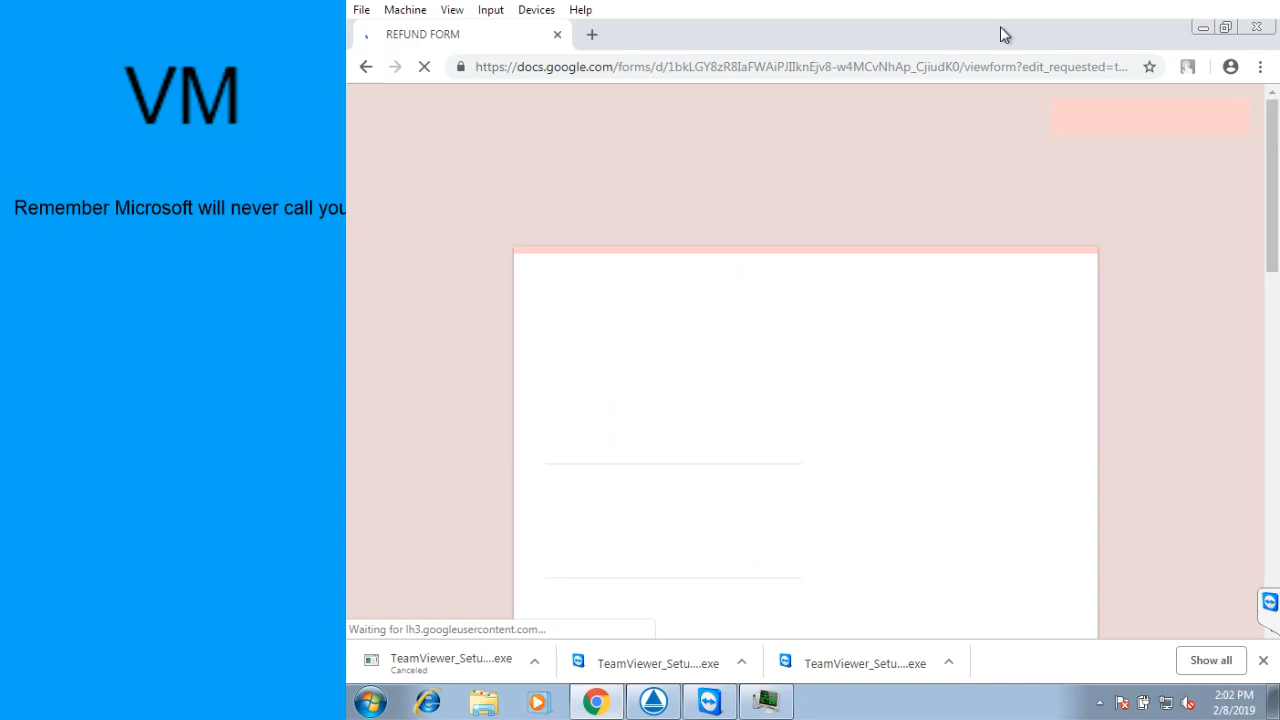 VM
Remember Microsoft will never call you
File Machine View Input Devices Help
REFUND FORM
https://docs.google.com/forms/d/1bkLGY8zR8IaFWAiPJIIknEjv8-w4MCvNhAp_CjiudK0/viewform?edit_requested=t...
Waiting for lh3.googleusercontent.com...
TeamViewer_Setu....exe
Canceled
TeamViewer_Setu....exe
TeamViewer_Setu....exe
Show all
2:02 PM
2/8/2019